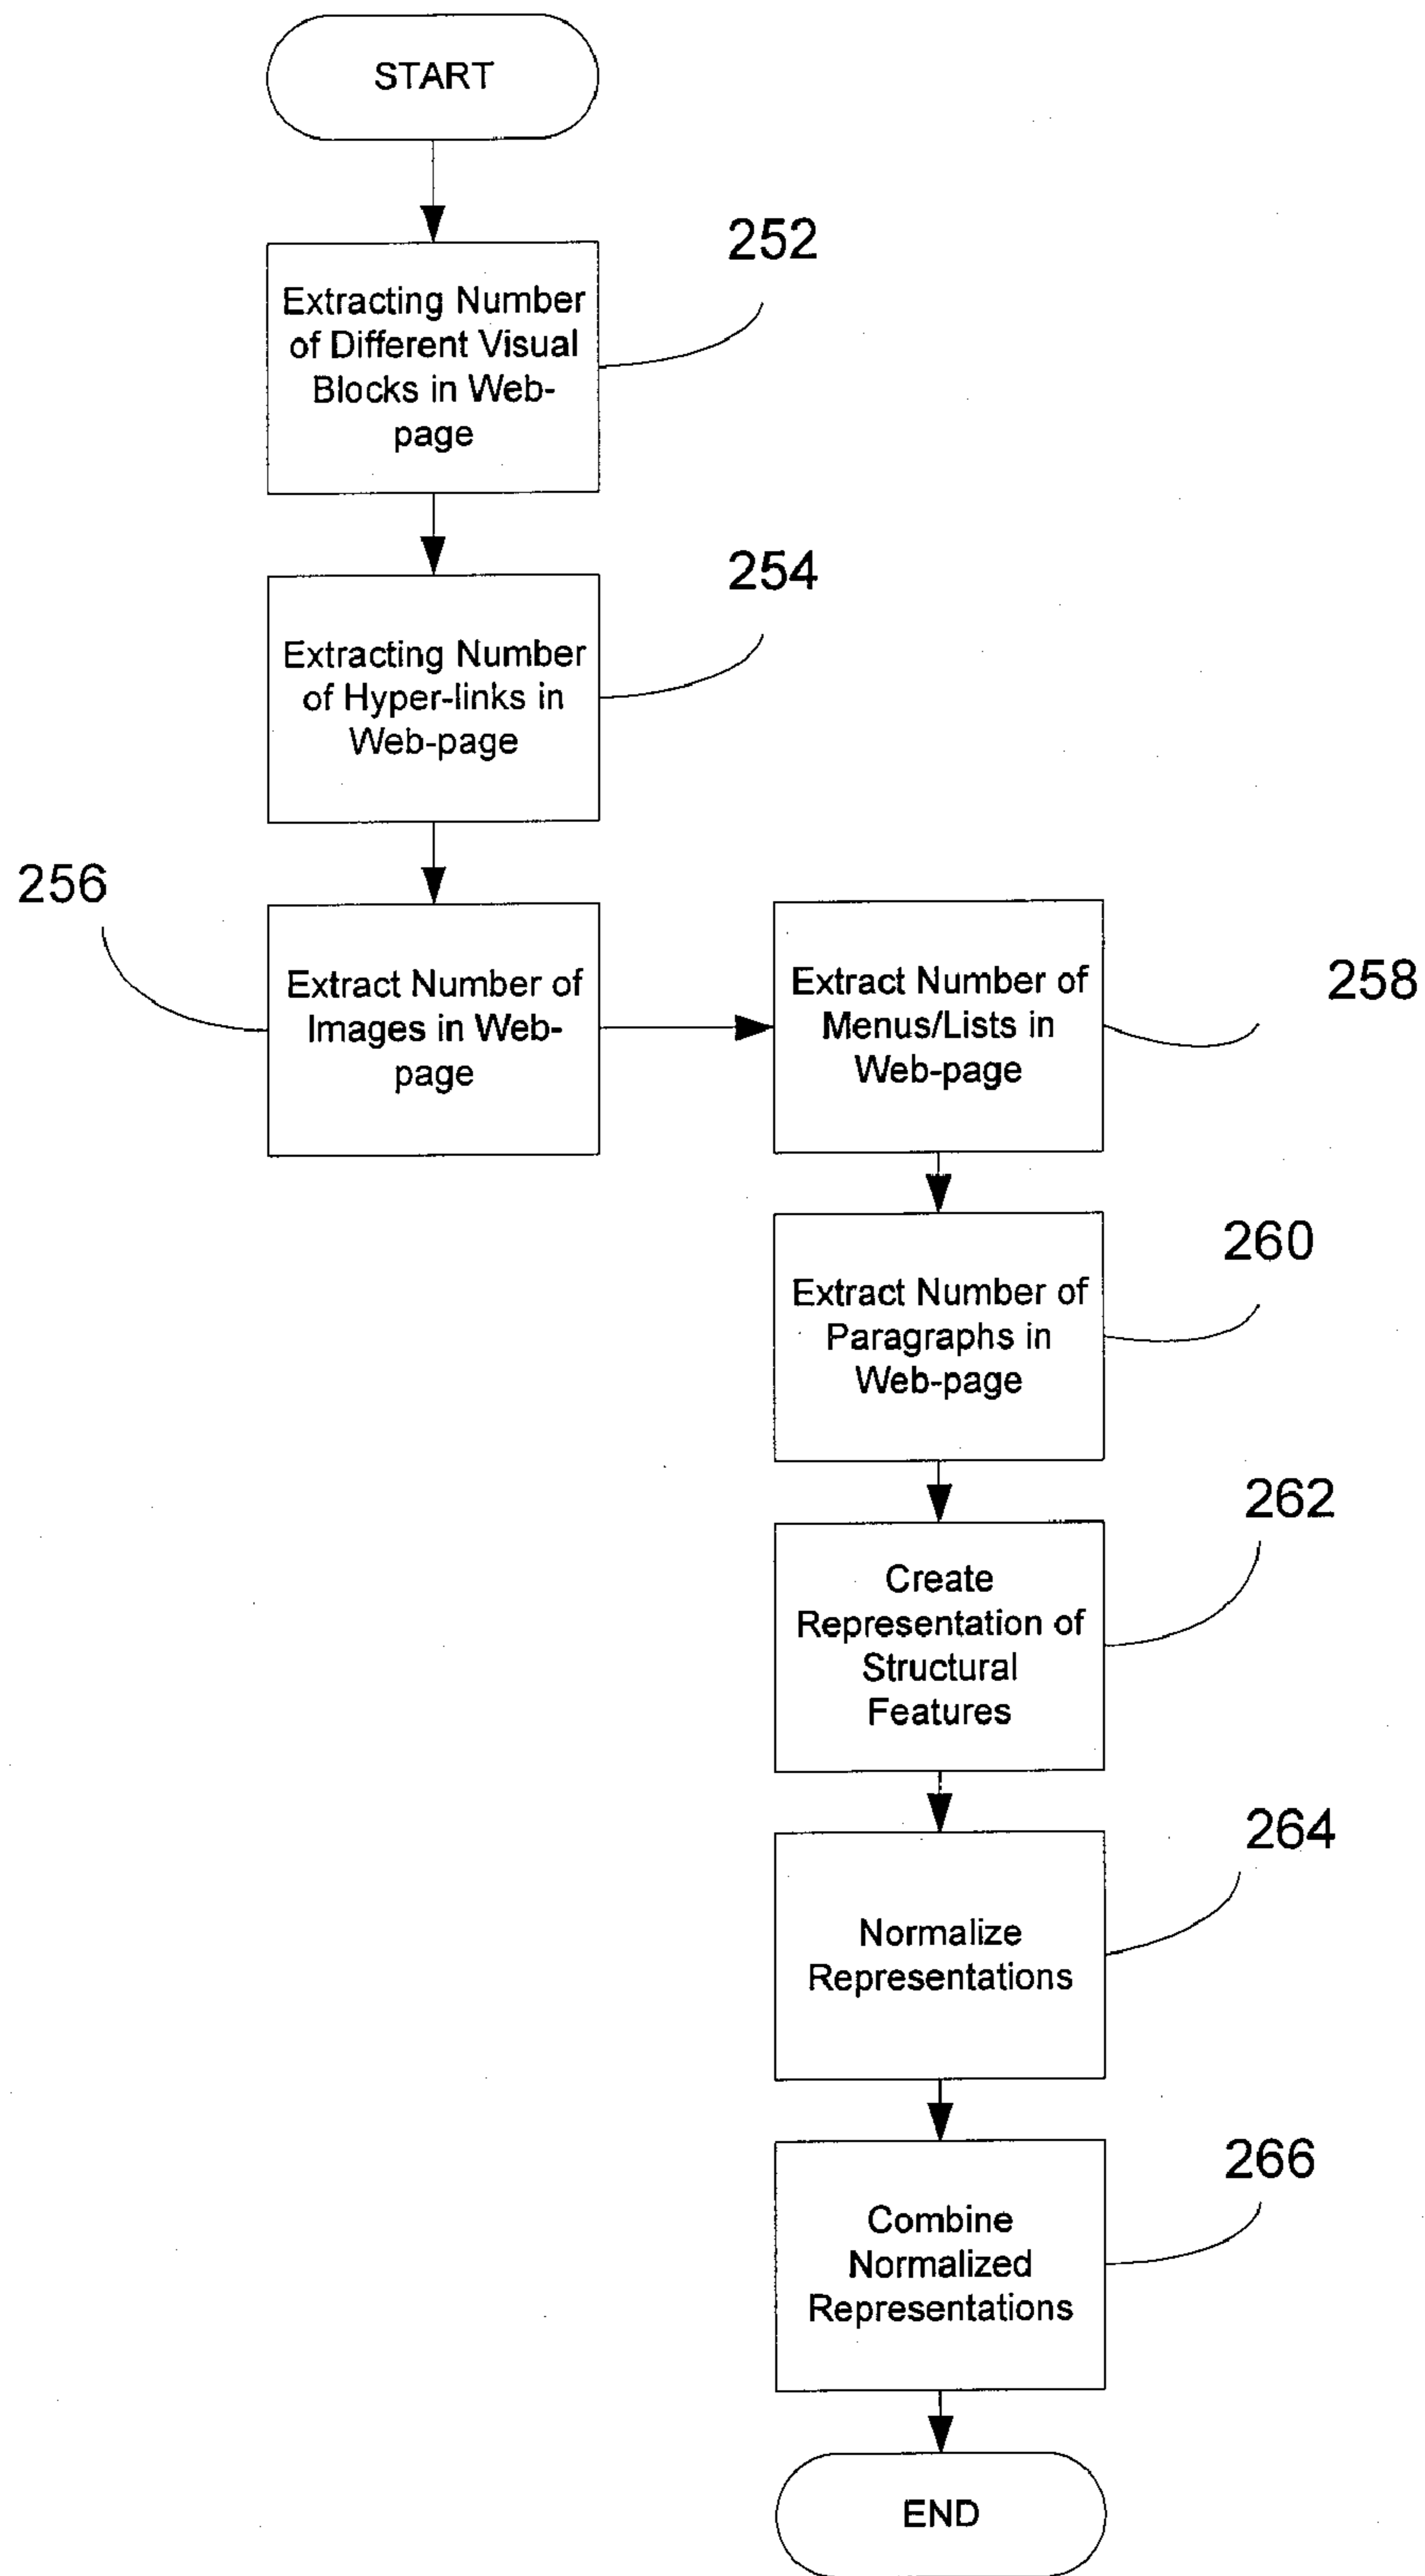 START
252
Extracting Number
of Different Visual
Blocks in Web-
page
254
Extracting Number
of Hyper-links in
Web-page
256
Extract Number of
Images in Web-
page
258
Extract Number of
Menus/Lists in
Web-page
260
Extract Number of
Paragraphs in
Web-page
262
Create
Representation of
Structural
Features
264
Normalize
Representations
266
Combine
Normalized
Representations
END